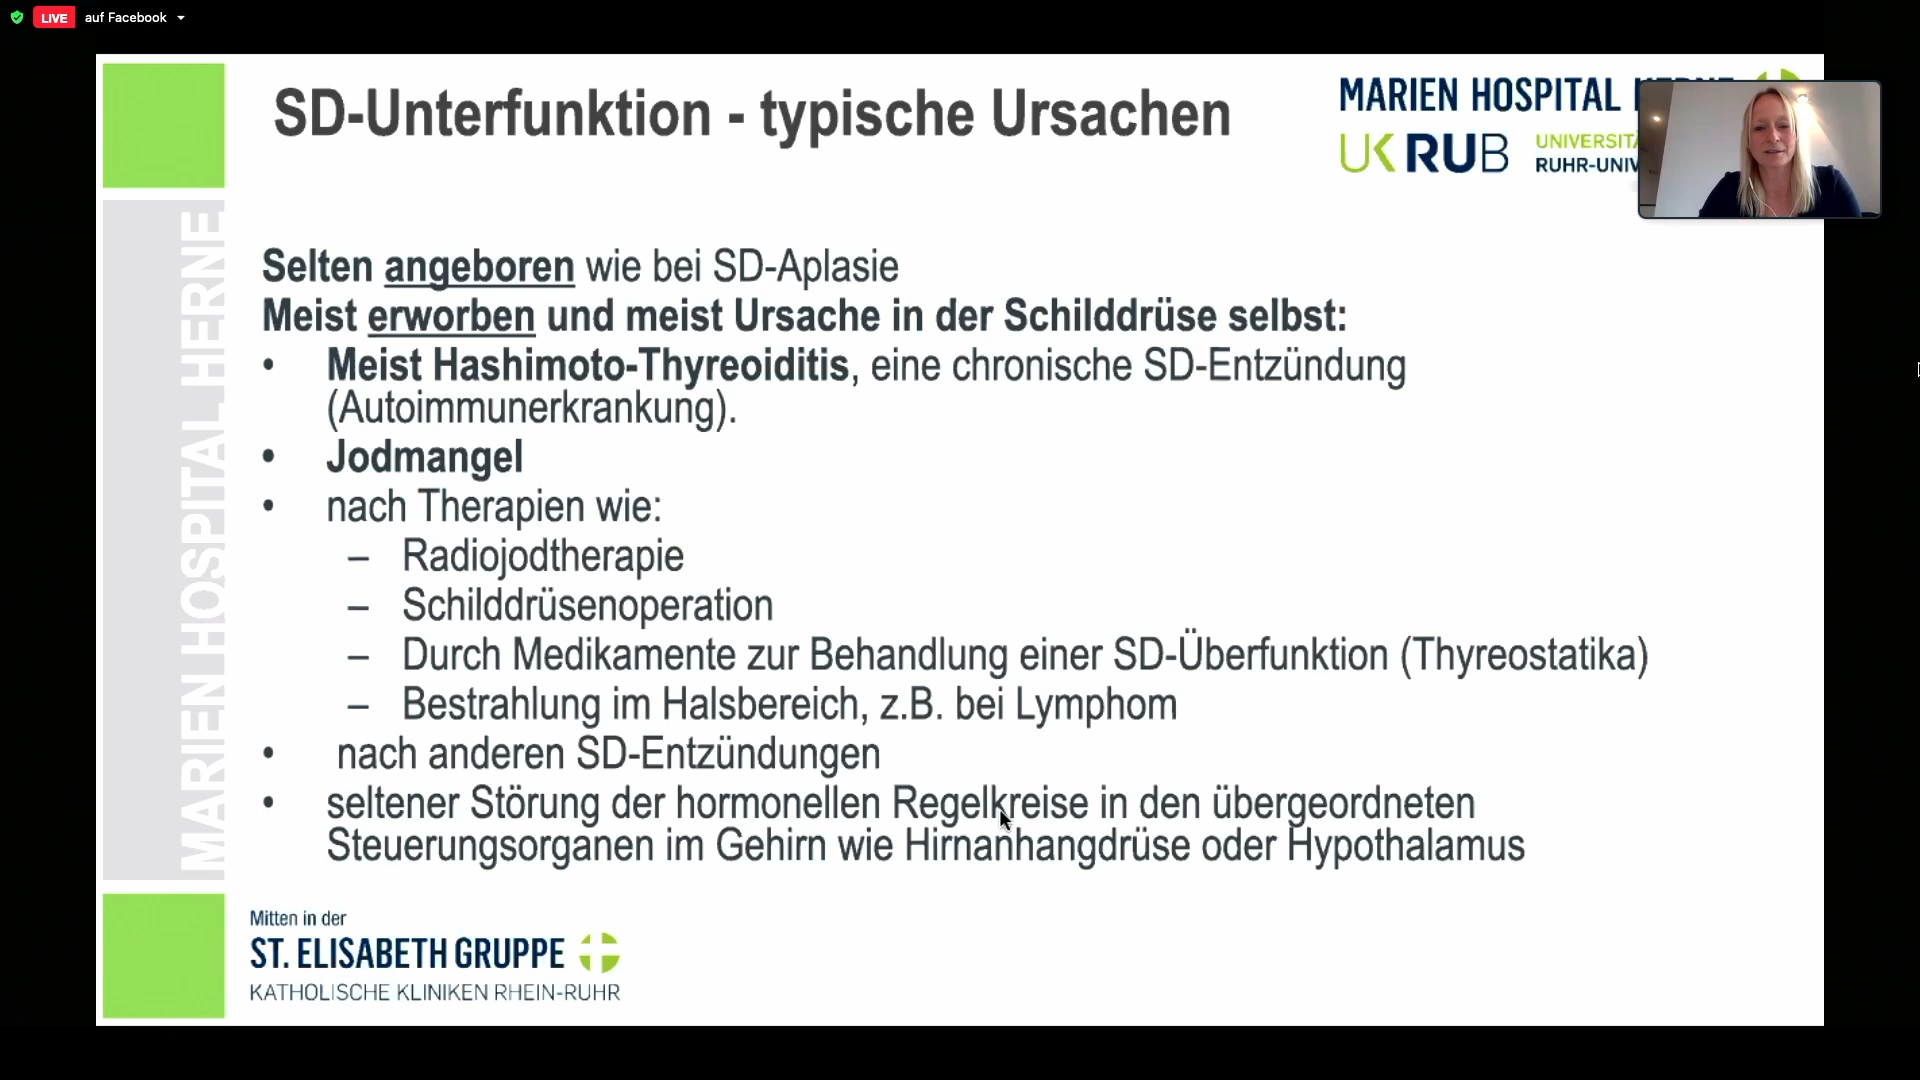 LIVE auf Facebook
SD-Unterfunktion - typische Ursachen
MARIEN HOSPITAL
UK RUB
RUHR-UNIV
MARIEN HOSPITAL HERNE
Selten angeboren wie bei SD-Aplasie
Meist erworben und meist Ursache in der Schilddrüse selbst:
• Meist Hashimoto-Thyreoiditis, eine chronische SD-Entzündung
(Autoimmunerkrankung).
• Jodmangel
• nach Therapien wie:
– Radiojodtherapie
– Schilddrüsenoperation
– Durch Medikamente zur Behandlung einer SD-Überfunktion (Thyreostatika)
– Bestrahlung im Halsbereich, z.B. bei Lymphom
• nach anderen SD-Entzündungen
• seltener Störung der hormonellen Regelkreise in den übergeordneten
Steuerungsorganen im Gehirn wie Hirnanhangdrüse oder Hypothalamus
Mitten in der
ST. ELISABETH GRUPPE
KATHOLISCHE KLINIKEN RHEIN-RUHR